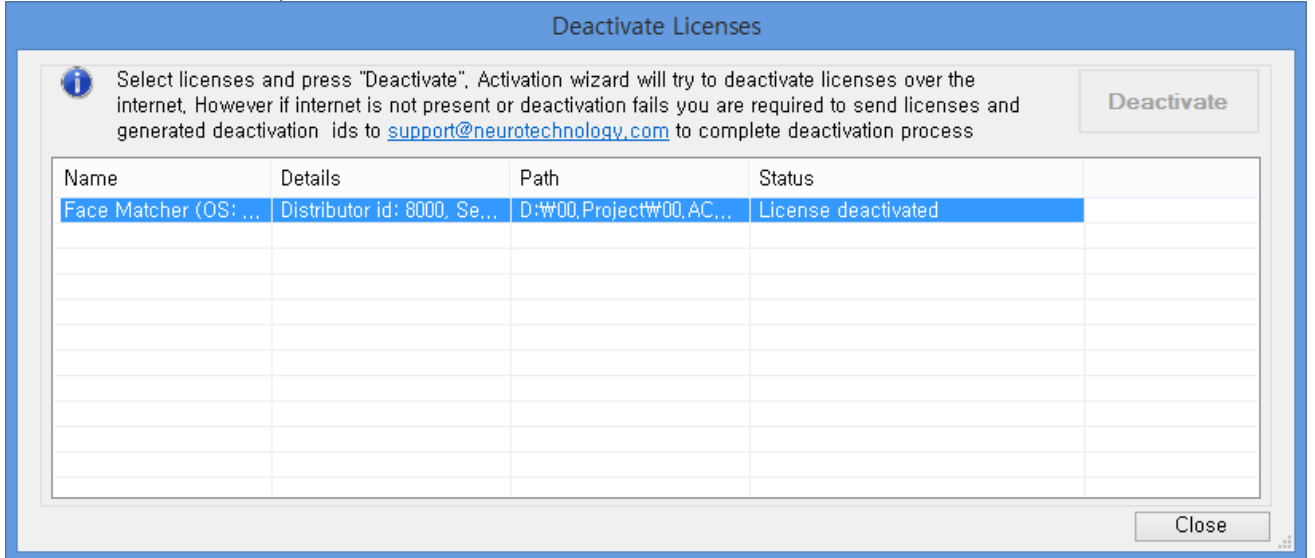 Deactivate Licenses
Select licenses and press "Deactivate", Activation wizard will try to deactivate licenses over the
internet, However if internet is not present or deactivation fails you are required to send licenses and
generated deactivation ids to support@neurotechnology.com to complete deactivation process
Deactivate
Name Details Path Status
Face Matcher (OS: ... Distributor id: 8000, Se... D:₩00,Project₩00,AC... License deactivated
Close